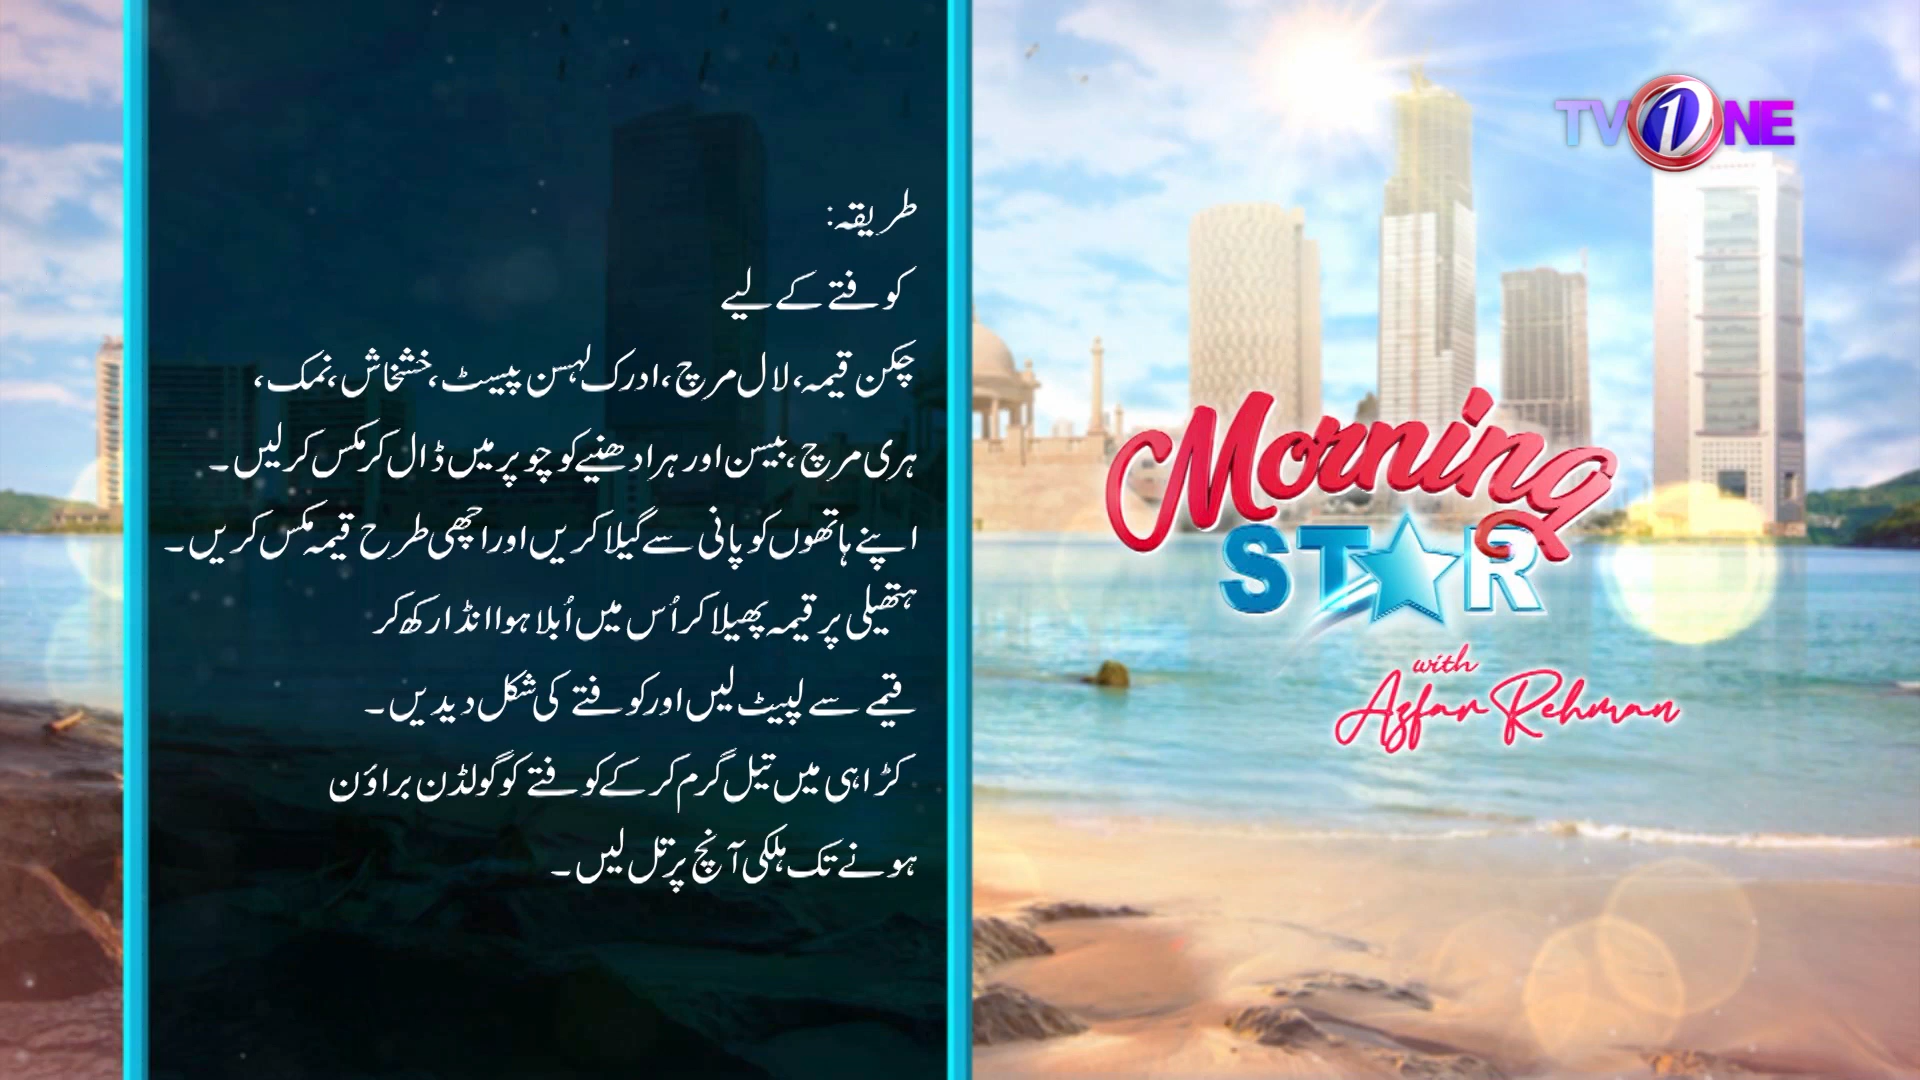 طریقہ:
کوفتے کے لیے
چکن قیمہ، لال مرچ، ادرک لہسن پیسٹ، خشخاش، نمک،
ہری مرچ، بیسن اور ہرا دھنیے کو چوپر میں ڈال کر مکس کر لیں۔
اپنے ہاتھوں کو پانی سے گیلا کریں اور اچھی طرح قیمہ مکس کریں۔
ہتھیلی پر قیمہ پھیلا کر اُس میں اُبلا ہوا انڈا رکھ کر
قیمے سے لپیٹ لیں اور کوفتے کی شکل دیدیں۔
کڑاہی میں تیل گرم کر کے کوفتے کو گولڈن براؤن
ہونے تک ہلکی آنچ پر تل لیں۔
TV ONE
Morning
STAR
with
Azfar Rehman